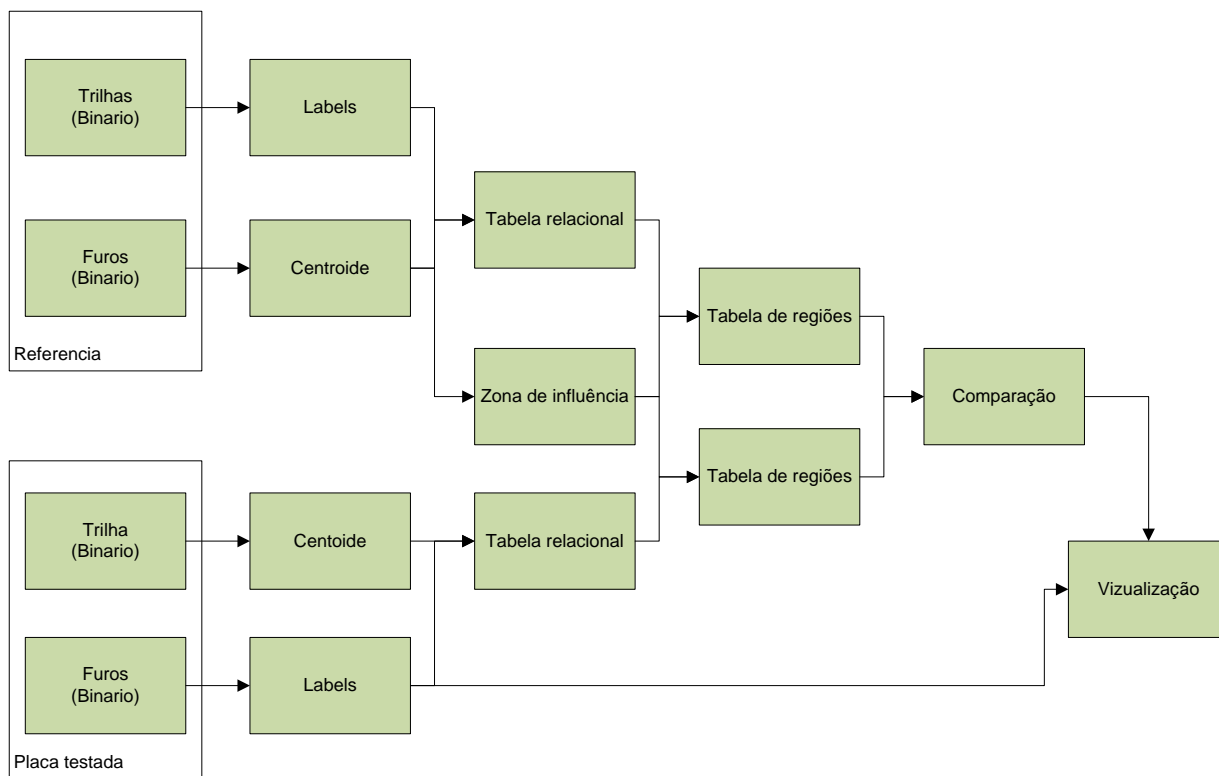 Trilhas
(Binario)
Labels
Furos
(Binario)
Centroide
Referencia
Tabela relacional
Zona de influência
Tabela de regiões
Tabela de regiões
Comparação
Trilha
(Binario)
Centoide
Tabela relacional
Furos
(Binario)
Labels
Placa testada
Vizualização